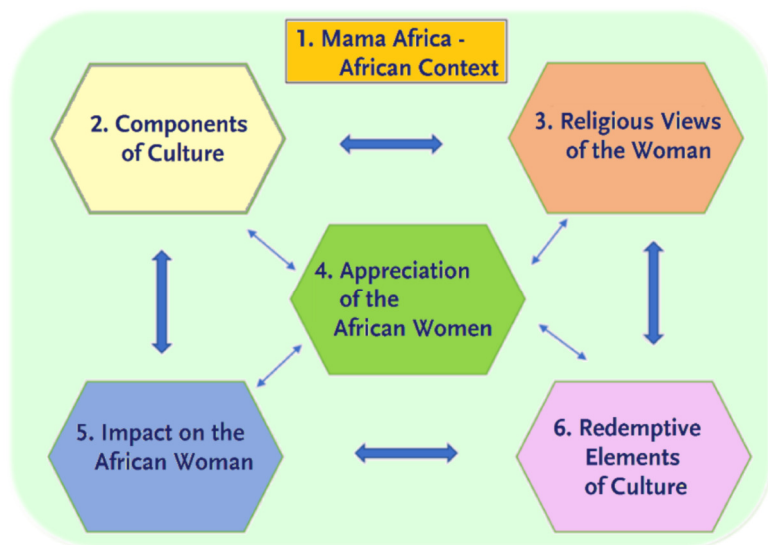 1. Mama Africa -
African Context
2. Components
of Culture
3. Religious Views
of the Woman
4. Appreciation
of the
African Women
5. Impact on the
African Woman
6. Redemptive
Elements
of Culture